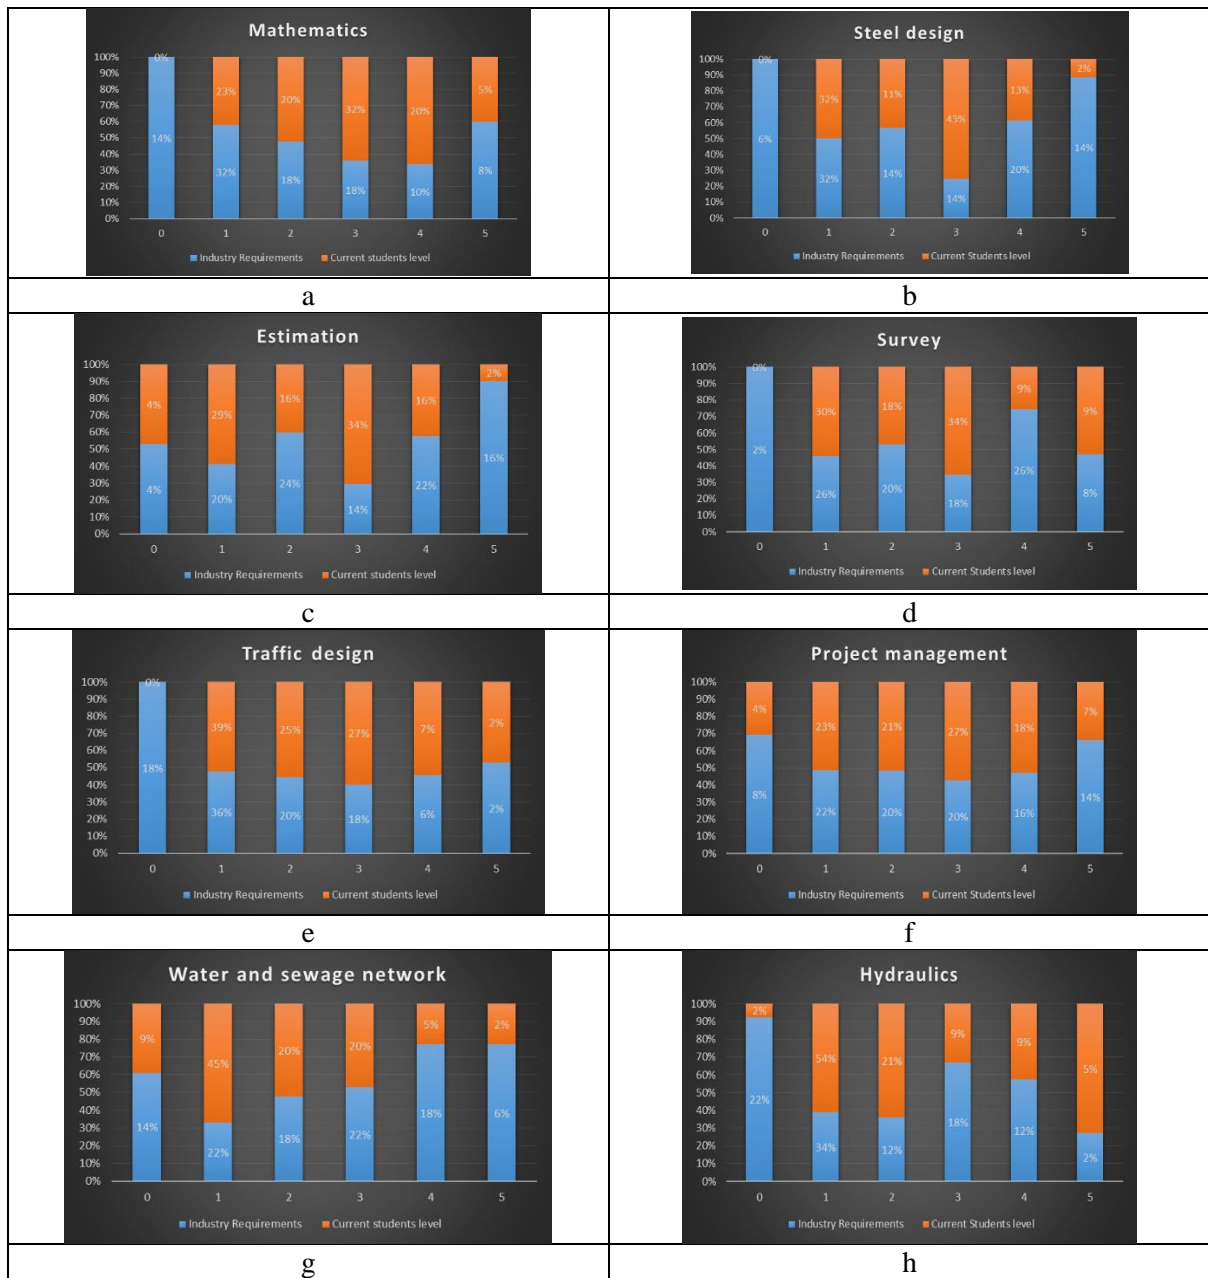 Mathematics
100%
90%
80%
70%
60%
50%
40%
30%
20%
10%
0%
0% 23% 20% 32% 20% 5%
14% 32% 18% 18% 10% 8%
0 1 2 3 4 5
Industry Requirements Current students level
a
Steel design
100%
90%
80%
70%
60%
50%
40%
30%
20%
10%
0%
0% 32% 11% 43% 13% 2%
6% 32% 14% 14% 20% 14%
0 1 2 3 4 5
Industry Requirements Current Students level
b
Estimation
100%
90%
80%
70%
60%
50%
40%
30%
20%
10%
0%
4% 29% 16% 34% 16% 2%
4% 20% 24% 14% 22% 16%
0 1 2 3 4 5
Industry Requirements Current students level
c
Survey
100%
90%
80%
70%
60%
50%
40%
30%
20%
10%
0%
0% 30% 18% 34% 9% 9%
2% 26% 20% 18% 26% 8%
0 1 2 3 4 5
Industry Requirements Current Students level
d
Traffic design
100%
90%
80%
70%
60%
50%
40%
30%
20%
10%
0%
0% 39% 25% 27% 7% 2%
18% 36% 20% 18% 6% 2%
0 1 2 3 4 5
Industry Requirements Current students level
e
Project management
100%
90%
80%
70%
60%
50%
40%
30%
20%
10%
0%
4% 23% 21% 27% 18% 7%
8% 22% 20% 20% 16% 14%
0 1 2 3 4 5
Industry Requirements Current Students level
f
Water and sewage network
100%
90%
80%
70%
60%
50%
40%
30%
20%
10%
0%
9% 45% 20% 20% 5% 2%
14% 22% 18% 22% 18% 6%
0 1 2 3 4 5
Industry Requirements Current students level
g
Hydraulics
100%
90%
80%
70%
60%
50%
40%
30%
20%
10%
0%
2% 54% 21% 9% 9% 5%
22% 34% 12% 18% 12% 2%
0 1 2 3 4 5
Industry Requirements Current Students level
h